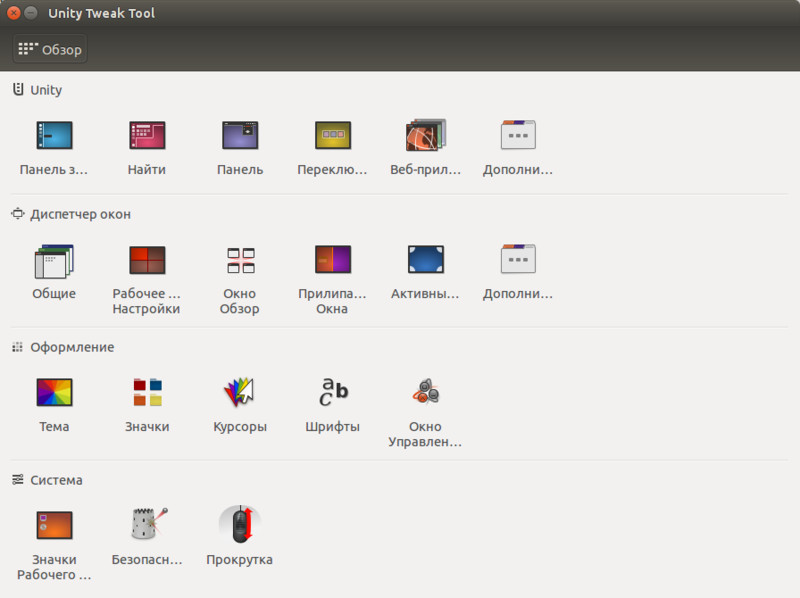 Unity Tweak Tool
Обзор
Unity
Панель з...
Найти
Панель
Переклю...
Веб-прил...
Дополни...
Диспетчер окон
Общие
Рабочее ...
Настройки
Окно
Обзор
Прилипа...
Окна
Активны...
Дополни...
Оформление
Тема
Значки
Курсоры
Шрифты
Окно
Управлен...
Система
Значки
Рабочего ...
Безопасн...
Прокрутка